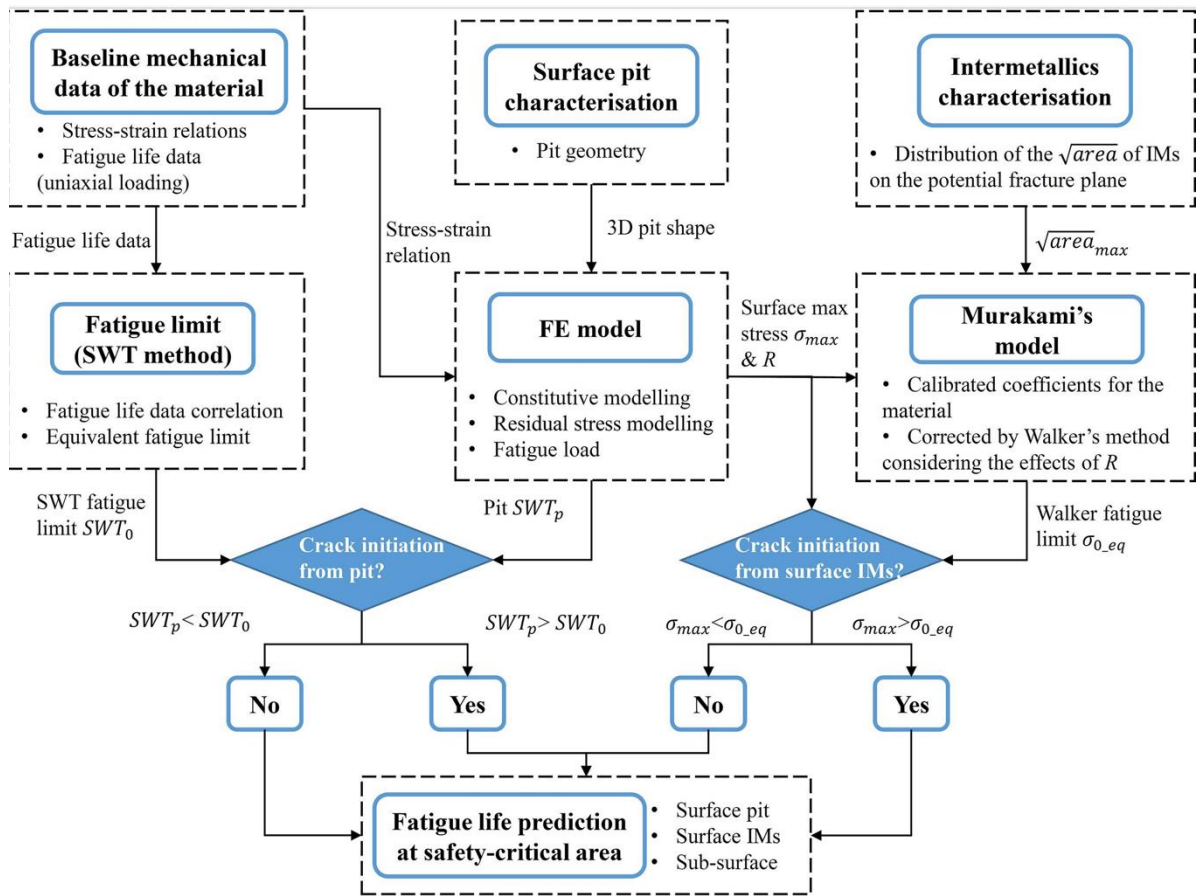 Baseline mechanical
data of the material
• Stress-strain relations
• Fatigue life data
(uniaxial loading)
Surface pit
characterisation
• Pit geometry
Intermetallics
characterisation
• Distribution of the √area of IMs
on the potential fracture plane
Fatigue life data
Stress-strain
relation
3D pit shape
√area_max
Fatigue limit
(SWT method)
• Fatigue life data correlation
• Equivalent fatigue limit
FE model
• Constitutive modelling
• Residual stress modelling
• Fatigue load
Surface max
stress σ_max
& R
Murakami's
model
• Calibrated coefficients for the
material
• Corrected by Walker's method
considering the effects of R
SWT fatigue
limit SWT_0
Pit SWT_p
Walker fatigue
limit σ_0_eq
Crack initiation
from pit?
Crack initiation
from surface IMs?
SWT_p< SWT_0
SWT_p> SWT_0
σ_max<σ_0_eq
σ_max>σ_0_eq
No
Yes
No
Yes
Fatigue life prediction
at safety-critical area
• Surface pit
• Surface IMs
• Sub-surface